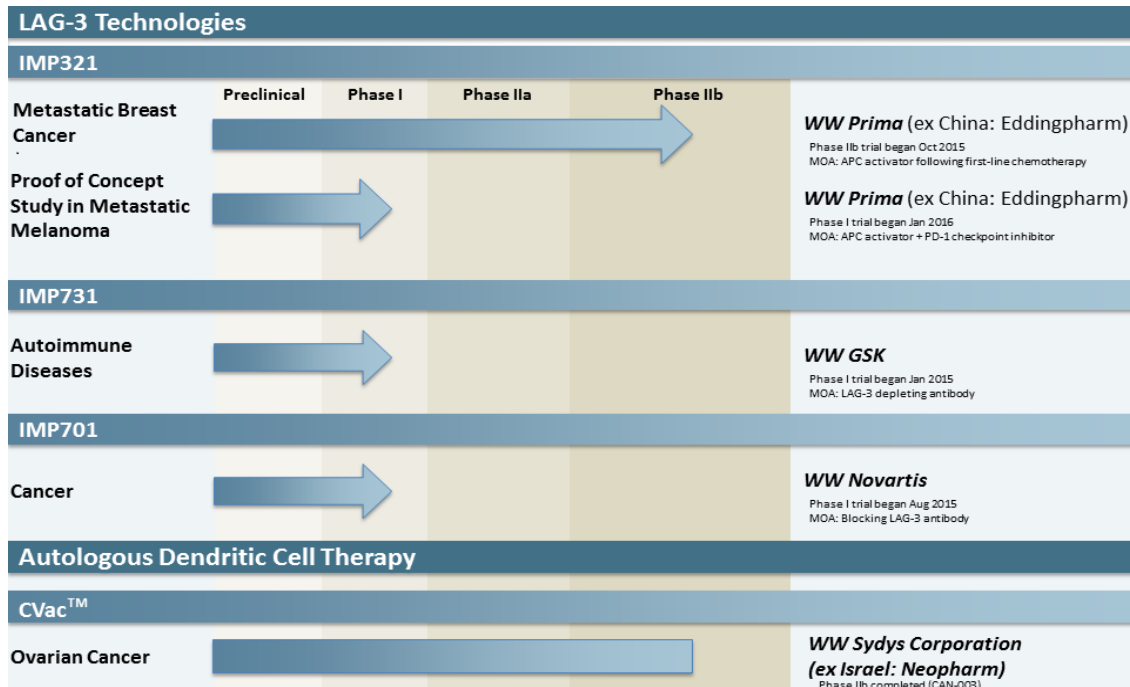 LAG-3 Technologies
IMP321
Preclinical Phase I Phase IIa Phase IIb
Metastatic Breast
Cancer
.
WW Prima (ex China: Eddingpharm)
Phase IIb trial began Oct 2015
MOA: APC activator following first-line chemotherapy
Proof of Concept
Study in Metastatic
Melanoma
WW Prima (ex China: Eddingpharm)
Phase I trial began Jan 2016
MOA: APC activator + PD-1 checkpoint inhibitor
IMP731
Autoimmune
Diseases
WW GSK
Phase I trial began Jan 2015
MOA: LAG-3 depleting antibody
IMP701
Cancer
WW Novartis
Phase I trial began Aug 2015
MOA: Blocking LAG-3 antibody
Autologous Dendritic Cell Therapy
CVac™
Ovarian Cancer
WW Sydys Corporation
(ex Israel: Neopharm)
Phase IIb completed (CAN-003)